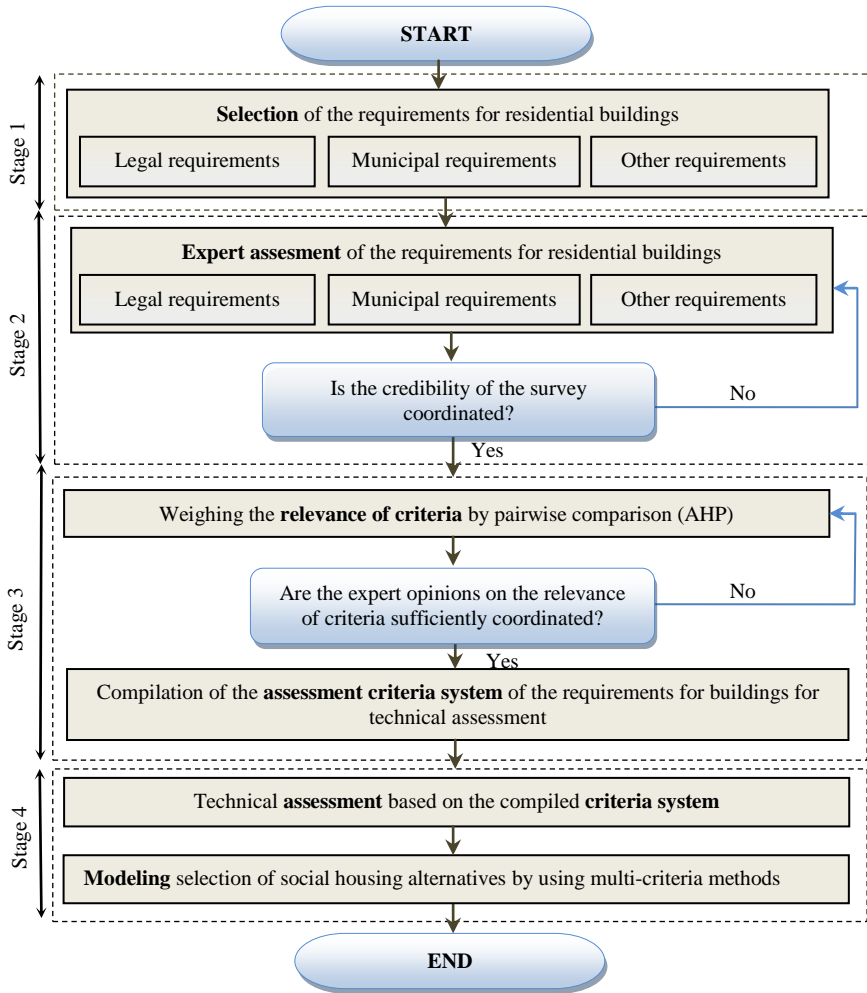 START
Stage 1
Selection of the requirements for residential buildings
Legal requirements
Municipal requirements
Other requirements
Stage 2
Expert assesment of the requirements for residential buildings
Legal requirements
Municipal requirements
Other requirements
Is the credibility of the survey
coordinated?
No
Yes
Stage 3
Weighing the relevance of criteria by pairwise comparison (AHP)
Are the expert opinions on the relevance
of criteria sufficiently coordinated?
No
Yes
Compilation of the assessment criteria system of the requirements for buildings for
technical assessment
Stage 4
Technical assessment based on the compiled criteria system
Modeling selection of social housing alternatives by using multi-criteria methods
END